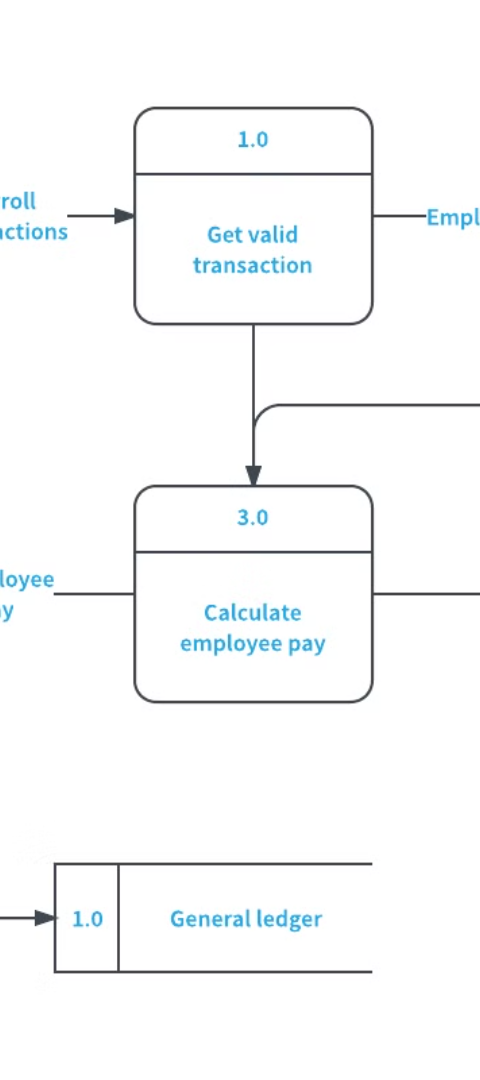 1.0
roll
actions
Get valid
transaction
Empl
3.0
loyee
y
Calculate
employee pay
1.0
General ledger